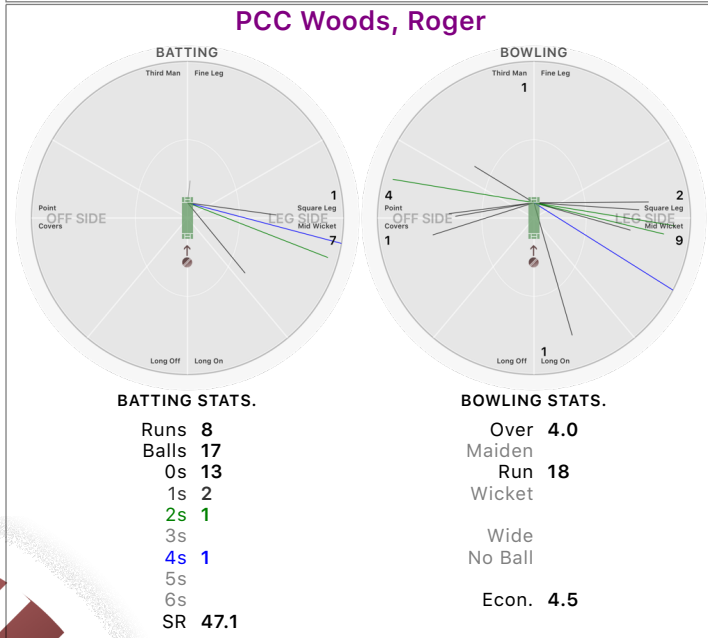 PCC Woods, Roger
BATTING
Third Man Fine Leg
1
Point Square Leg
OFF SIDE LEG SIDE
Covers Mid Wicket
7
Long Off Long On
BOWLING
Third Man Fine Leg
1
4 2
Point Square Leg
OFF SIDE LEG SIDE
Covers Mid Wicket
1 9
1
Long Off Long On
BATTING STATS.
Runs 8
Balls 17
0s 13
1s 2
2s 1
3s
4s 1
5s
6s
SR 47.1
BOWLING STATS.
Over 4.0
Maiden
Run 18
Wicket
Wide
No Ball
Econ. 4.5